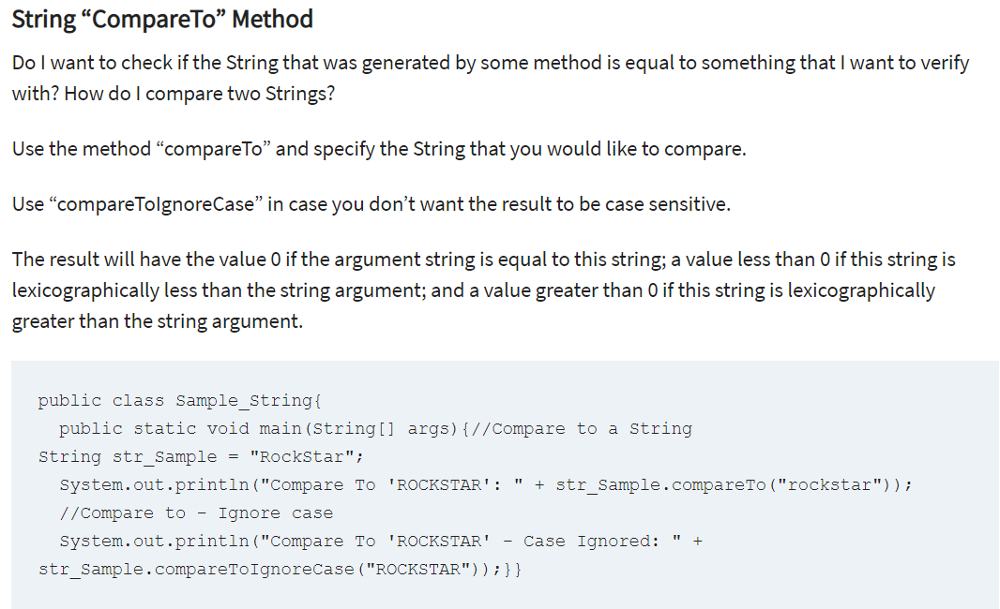 String “CompareTo” Method
Do I want to check if the String that was generated by some method is equal to something that I want to verify
with? How do I compare two Strings?
Use the method “compareTo” and specify the String that you would like to compare.
Use “compareToIgnoreCase” in case you don’t want the result to be case sensitive.
The result will have the value 0 if the argument string is equal to this string; a value less than 0 if this string is
lexicographically less than the string argument; and a value greater than 0 if this string is lexicographically
greater than the string argument.
public class Sample_String{
  public static void main(String[] args){//Compare to a String
String str_Sample = "RockStar";
  System.out.println("Compare To 'ROCKSTAR': " + str_Sample.compareTo("rockstar"));
  //Compare to - Ignore case
  System.out.println("Compare To 'ROCKSTAR' - Case Ignored: " +
str_Sample.compareToIgnoreCase("ROCKSTAR"));}}